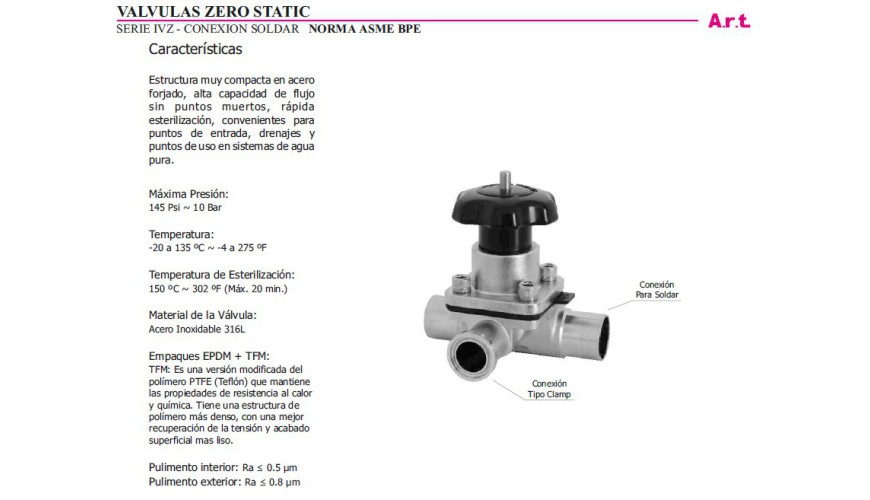 VALVULAS ZERO STATIC
SERIE IVZ - CONEXION SOLDAR NORMA ASME BPE
A.r.t.
Características
Estructura muy compacta en acero
forjado, alta capacidad de flujo
sin puntos muertos, rápida
esterilización, convenientes para
puntos de entrada, drenajes y
puntos de uso en sistemas de agua
pura.
Máxima Presión:
145 Psi ~ 10 Bar
Temperatura:
-20 a 135 ºC ~ -4 a 275 ºF
Temperatura de Esterilización:
150 ºC ~ 302 ºF (Máx. 20 min.)
Material de la Válvula:
Acero Inoxidable 316L
Empaques EPDM + TFM:
TFM: Es una versión modificada del
polímero PTFE (Teflón) que mantiene
las propiedades de resistencia al calor
y química. Tiene una estructura de
polímero más denso, con una mejor
recuperación de la tensión y acabado
superficial mas liso.
Pulimento interior: Ra ≤ 0.5 µm
Pulimento exterior: Ra ≤ 0.8 µm
Conexión
Para Soldar
Conexión
Tipo Clamp